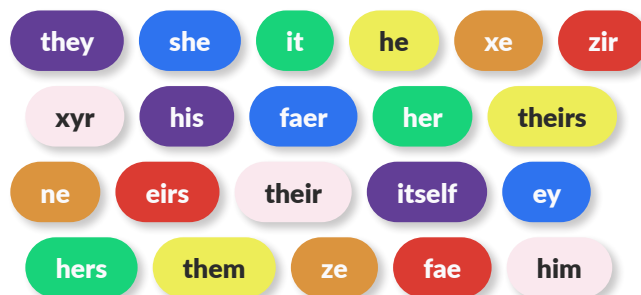 they she it he xe zir
xyr his faer her theirs
ne eirs their itself ey
hers them ze fae him